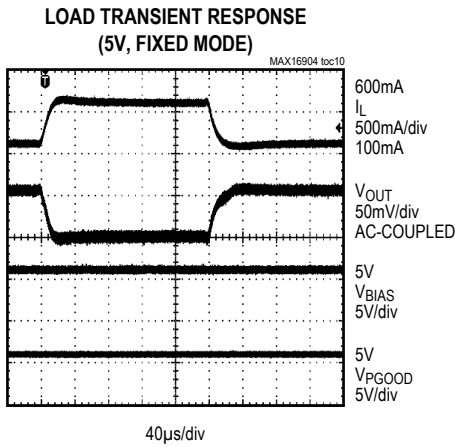 LOAD TRANSIENT RESPONSE
(5V, FIXED MODE)
MAX16904 toc10
T
600mA
IL
500mA/div
100mA
VOUT
50mV/div
AC-COUPLED
5V
VBIAS
5V/div
5V
VPGOOD
5V/div
40µs/div